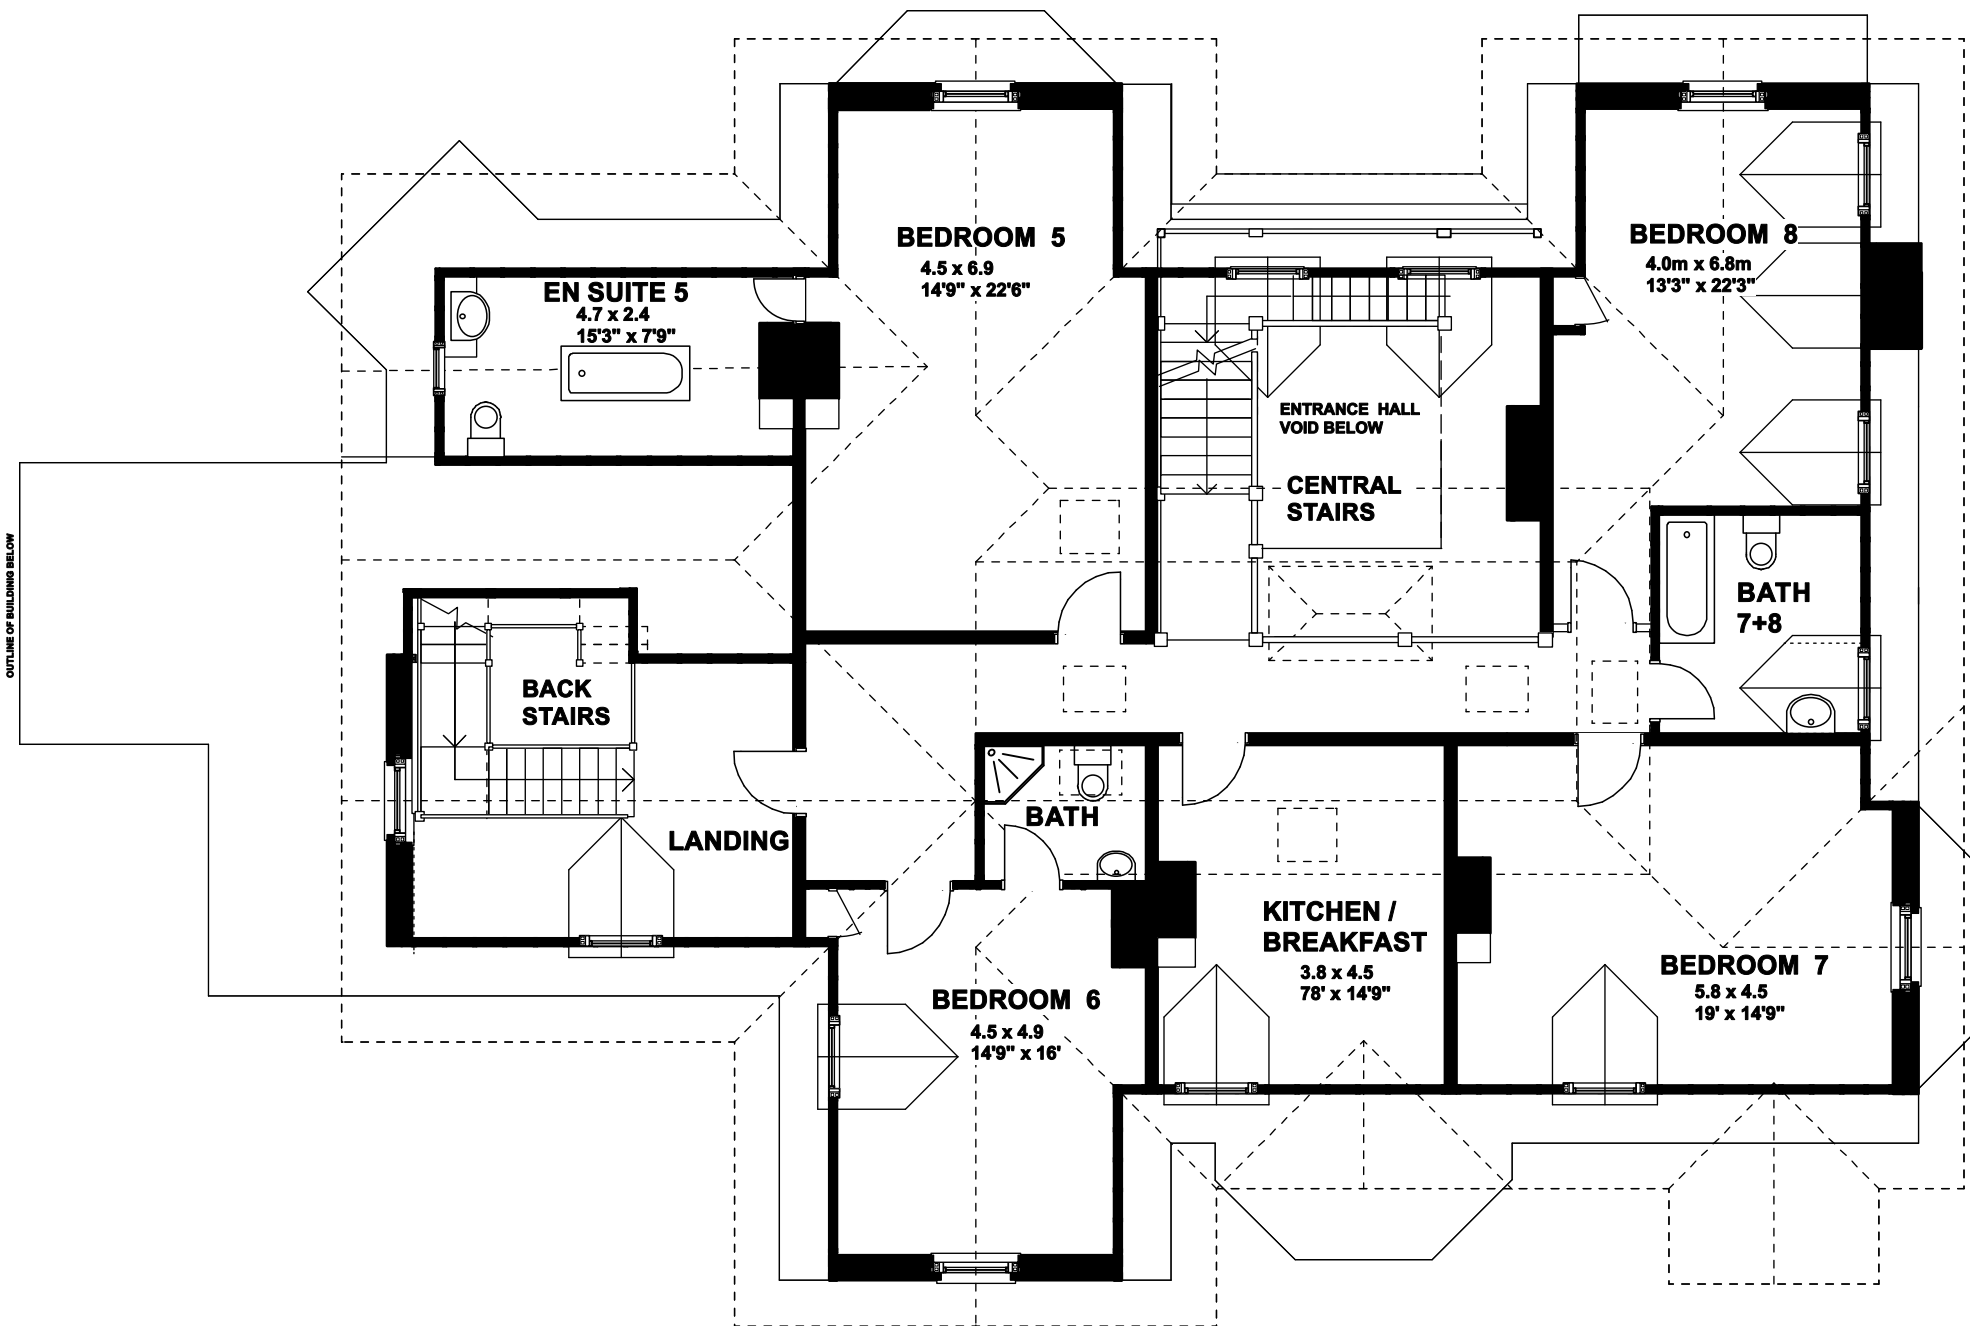 BEDROOM 5
4.5 x 6.9
14'9" x 22'6"
BEDROOM 8
4.0m x 6.8m
13'3" x 22'3"
EN SUITE 5
4.7 x 2.4
15'3" x 7'9"
ENTRANCE HALL
VOID BELOW
CENTRAL
STAIRS
OUTLINE OF BUILDINIG BELOW
BATH
7+8
BACK
STAIRS
LANDING
BATH
KITCHEN /
BREAKFAST
3.8 x 4.5
78' x 14'9"
BEDROOM 7
5.8 x 4.5
19' x 14'9"
BEDROOM 6
4.5 x 4.9
14'9" x 16'